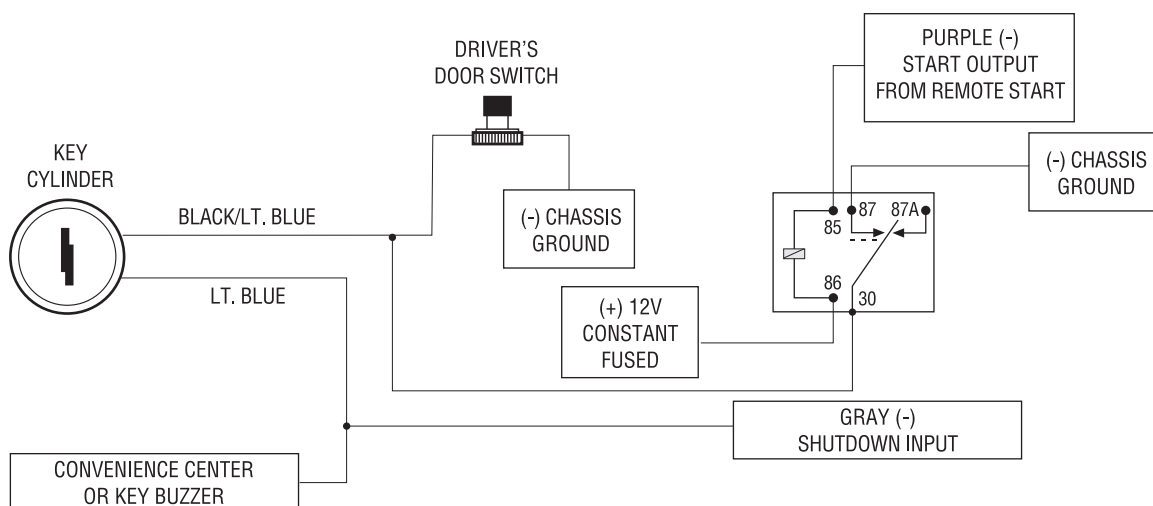 DRIVER'S
DOOR SWITCH
PURPLE (-)
START OUTPUT
FROM REMOTE START
KEY
CYLINDER
(-) CHASSIS
GROUND
BLACK/LT. BLUE
(-) CHASSIS
GROUND
87 87A
85
86
30
LT. BLUE
(+) 12V
CONSTANT
FUSED
GRAY (-)
SHUTDOWN INPUT
CONVENIENCE CENTER
OR KEY BUZZER